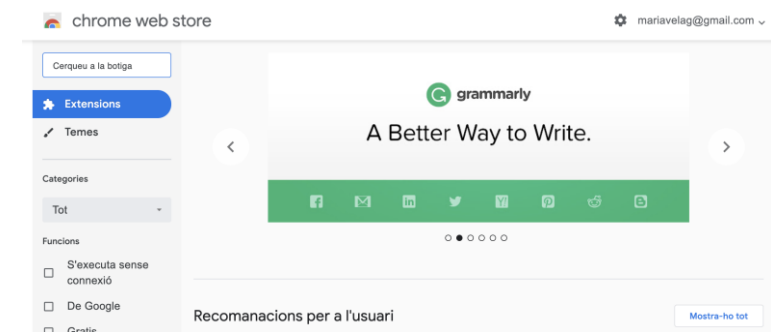 chrome web store
mariavelag@gmail.com
Cerqueu a la botiga
Extensions
Temes
Categories
Tot
Funcions
S'executa sense
connexió
De Google
Gratis
grammarly
A Better Way to Write.
Recomanacions per a l'usuari
Mostra-ho tot